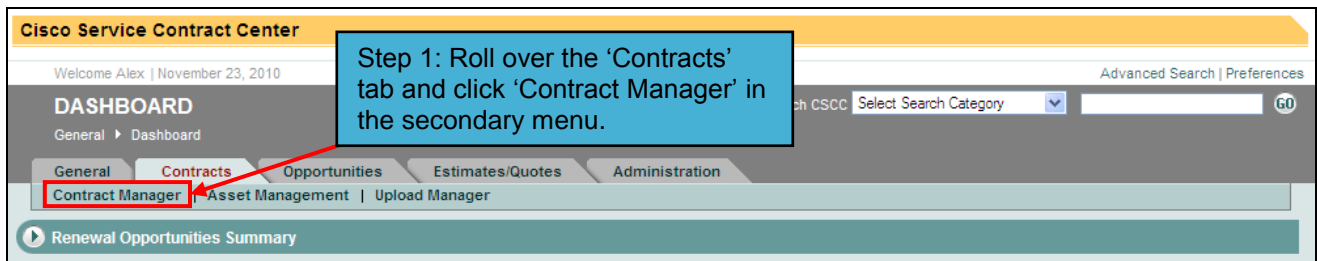 Cisco Service Contract Center
Step 1: Roll over the ‘Contracts’
tab and click ‘Contract Manager’ in
the secondary menu.
Welcome Alex | November 23, 2010
Advanced Search | Preferences
DASHBOARD
CSCC Select Search Category GO
General Dashboard
General Contracts Opportunities Estimates/Quotes Administration
Contract Manager | Asset Management | Upload Manager
Renewal Opportunities Summary